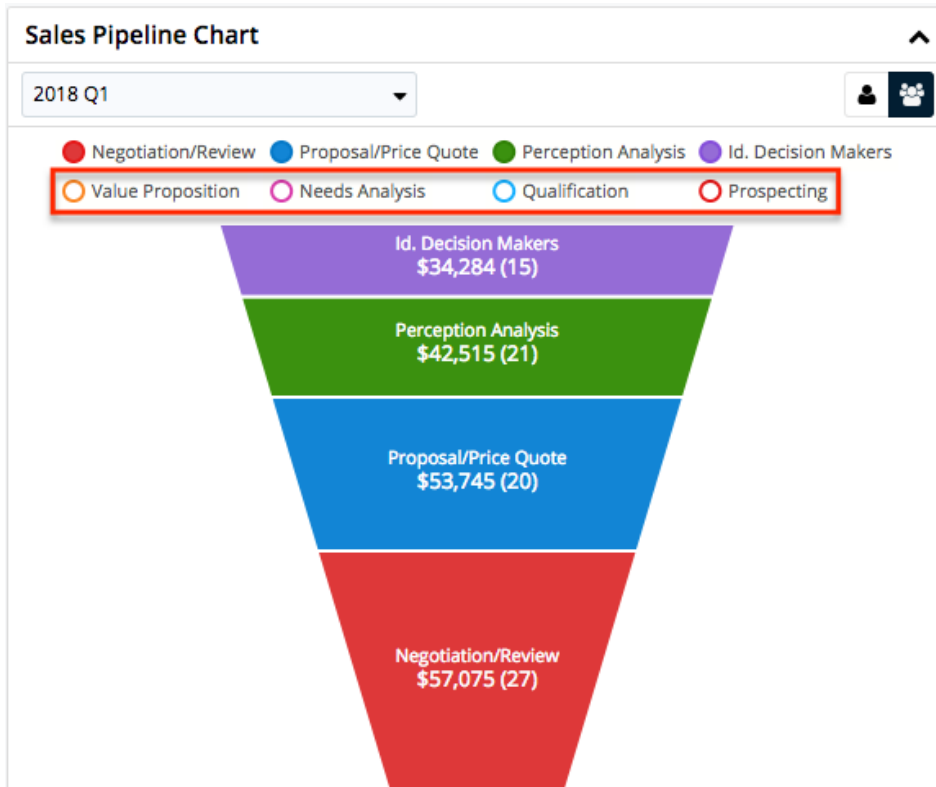 Sales Pipeline Chart
2018 Q1
Negotiation/Review Proposal/Price Quote Perception Analysis Id. Decision Makers
Value Proposition Needs Analysis Qualification Prospecting
Id. Decision Makers
$34,284 (15)
Perception Analysis
$42,515 (21)
Proposal/Price Quote
$53,745 (20)
Negotiation/Review
$57,075 (27)